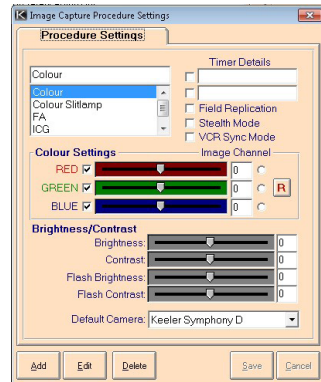 Image Capture Procedure Settings
Procedure Settings
Timer Details
Colour
Colour
Colour Slitlamp
FA
ICG
Field Replication
Stealth Mode
VCR Sync Mode
Colour Settings
Image Channel
RED 0
GREEN 0 R
BLUE 0
Brightness/Contrast
Brightness: 0
Contrast: 0
Flash Brightness: 0
Flash Contrast: 0
Default Camera: Keeler Symphony D
Add Edit Delete Save Cancel